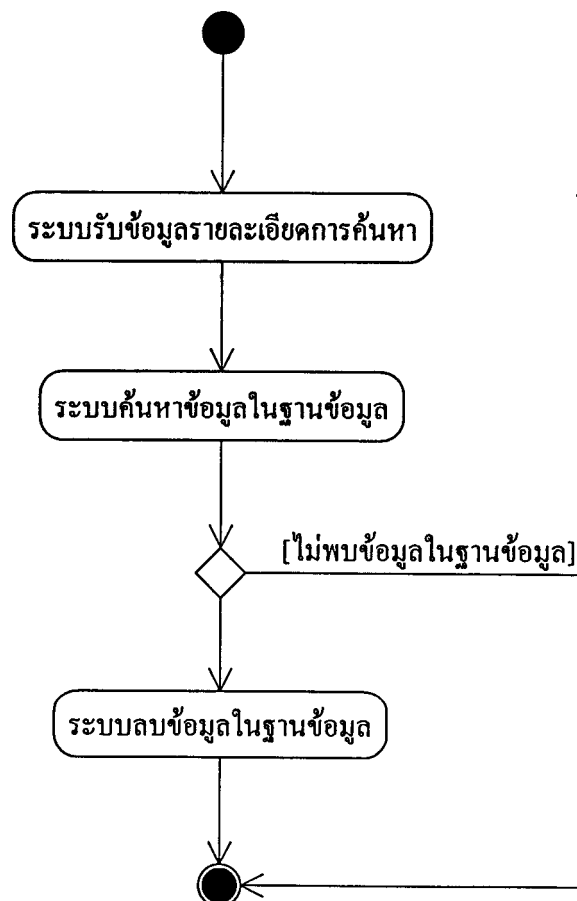 ระบบรับข้อมูลรายละเอียดการค้นหา
ระบบค้นหาข้อมูลในฐานข้อมูล
[ไม่พบข้อมูลในฐานข้อมูล]
ระบบลบข้อมูลในฐานข้อมูล